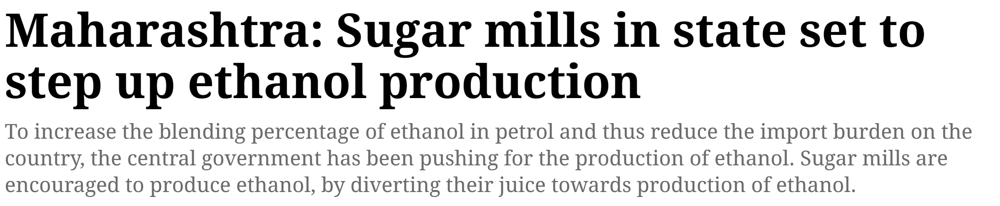 Maharashtra: Sugar mills in state set to
step up ethanol production
To increase the blending percentage of ethanol in petrol and thus reduce the import burden on the
country, the central government has been pushing for the production of ethanol. Sugar mills are
encouraged to produce ethanol, by diverting their juice towards production of ethanol.